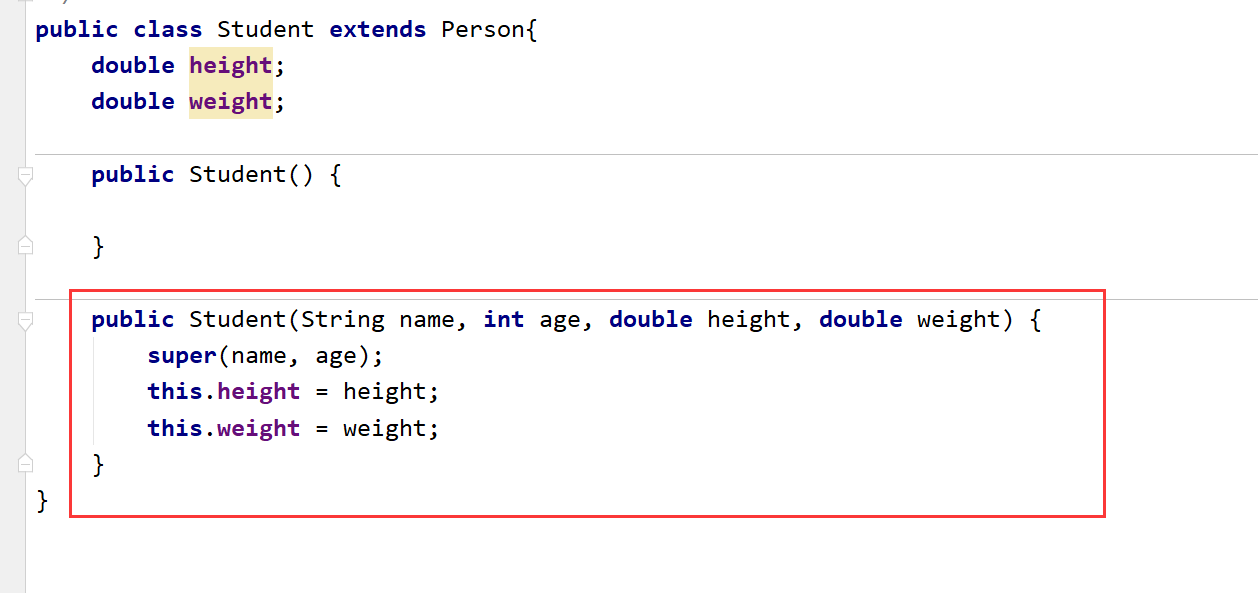 public class Student extends Person{
    double height;
    double weight;
    public Student() {
    }
    public Student(String name, int age, double height, double weight) {
        super(name, age);
        this.height = height;
        this.weight = weight;
    }
}